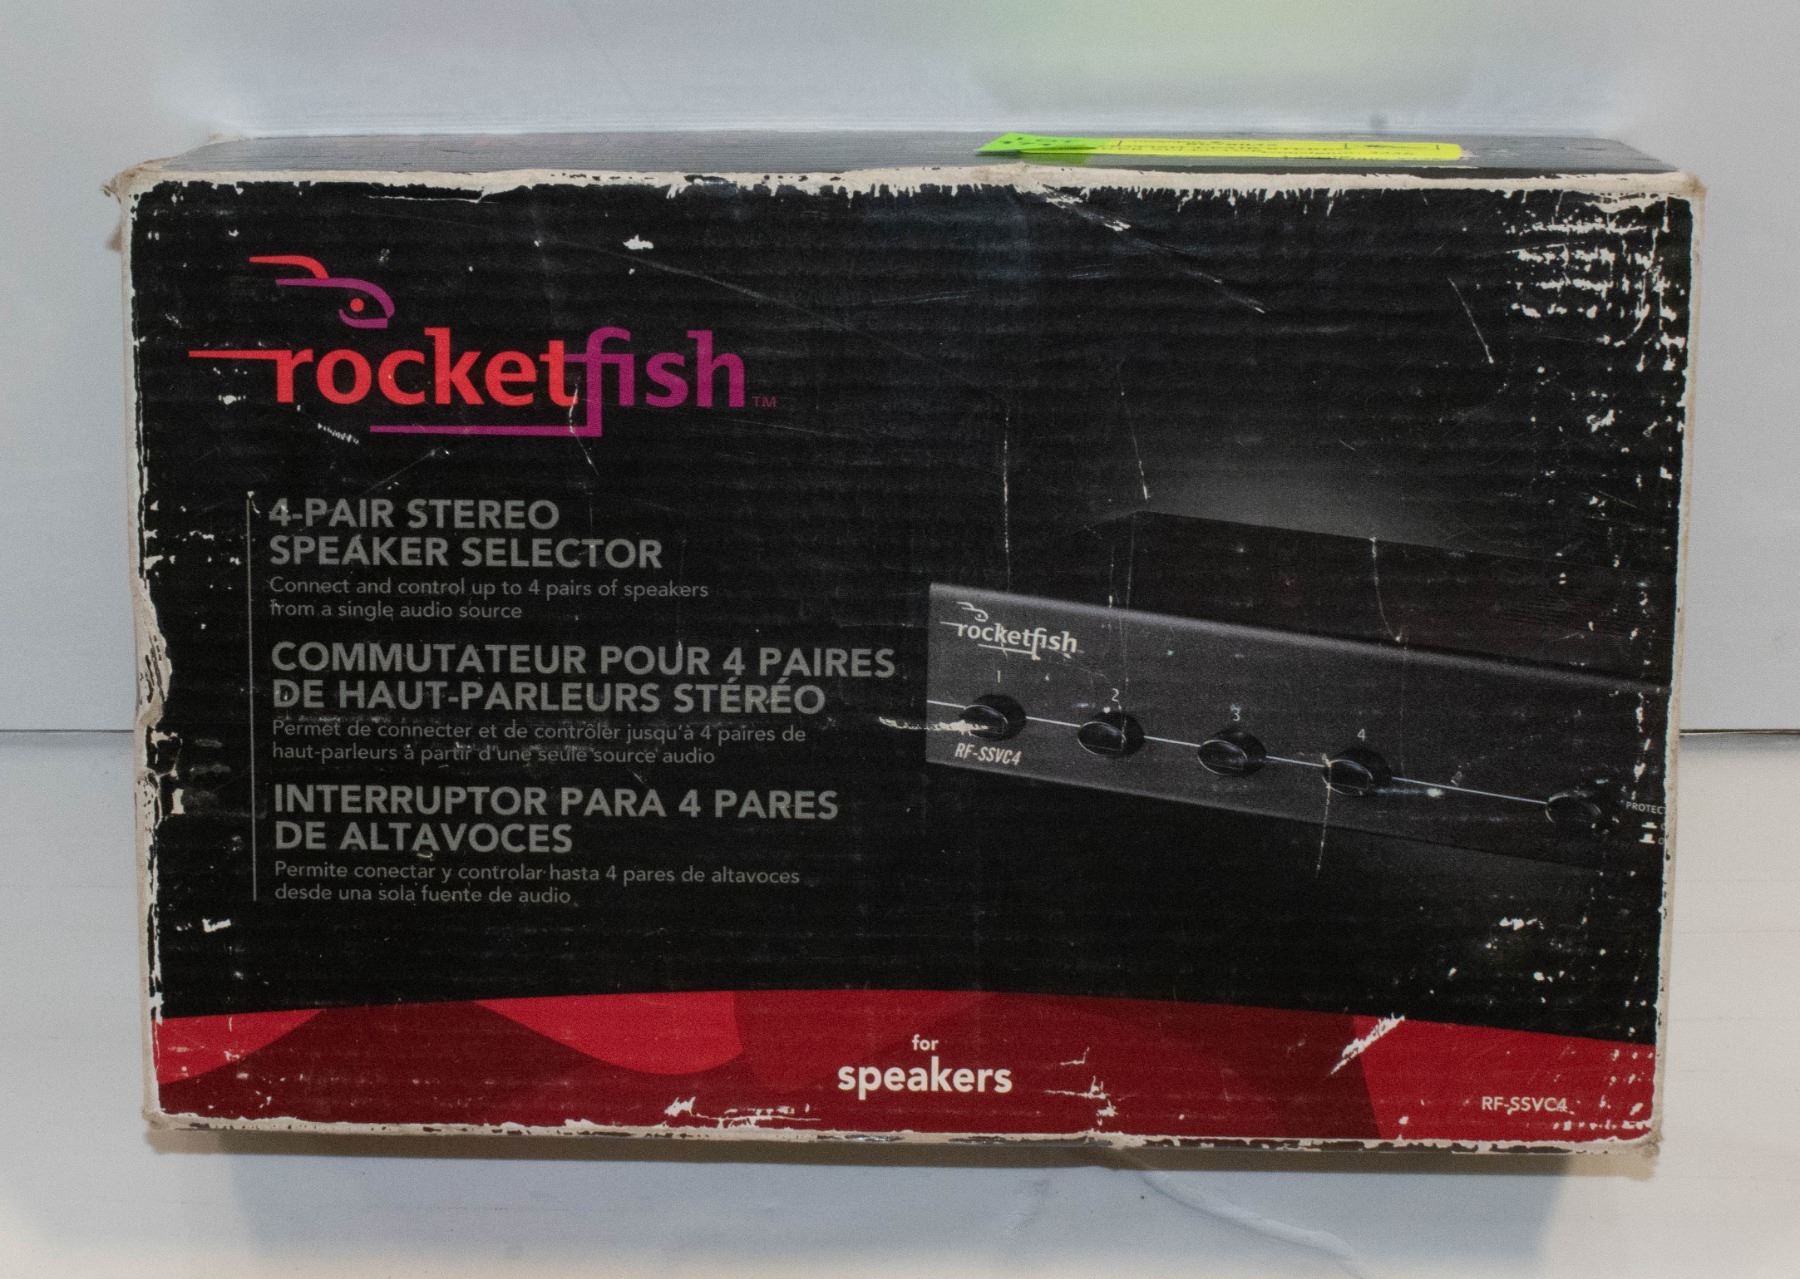 rocketfish™
4-PAIR STEREO
SPEAKER SELECTOR
Connect and control up to 4 pairs of speakers
from a single audio source
COMMUTATEUR POUR 4 PAIRES
DE HAUT-PARLEURS STÉRÉO
Permet de connecter et de contrôler jusqu'à 4 paires de
haut-parleurs à partir d'une seule source audio
INTERRUPTOR PARA 4 PARES
DE ALTAVOCES
Permite conectar y controlar hasta 4 pares de altavoces
desde una sola fuente de audio
rocketfish
1
2
3
4
RF-SSVC4
PROTECT
for
speakers
RF-SSVC4